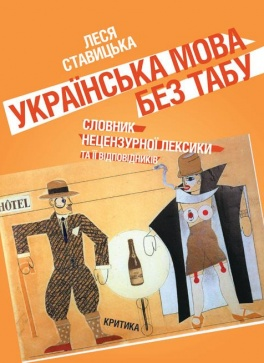 ЛЕСЯ
СТАВИЦЬКА
УКРАЇНСЬКА МОВА
БЕЗ ТАБУ
СЛОВНИК
НЕЦЕНЗУРНОЇ ЛЕКСИКИ
ТА ЇЇ ВІДПОВІДНИКІВ
HÔTEL
КРИТИКА